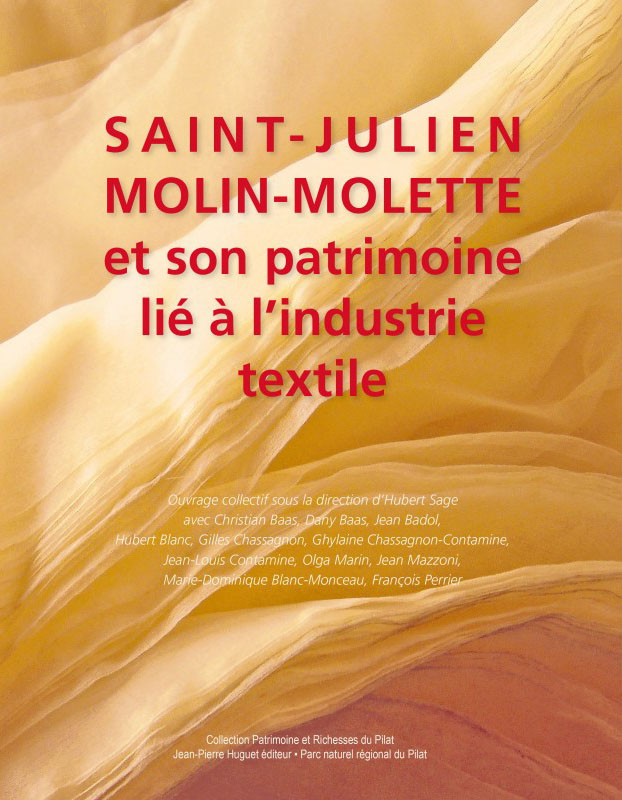 SAINT-JULIEN
MOLIN-MOLETTE
et son patrimoine
lié à l'industrie
textile
Ouvrage collectif sous la direction d'Hubert Sage
avec Christian Baas, Dany Baas, Jean Badol,
Hubert Blanc, Gilles Chassagnon, Ghylaine Chassagnon-Contamine,
Jean-Louis Contamine, Olga Marin, Jean Mazzoni,
Marie-Dominique Blanc-Monceau, François Perrier
Collection Patrimoine et Richesses du Pilat
Jean-Pierre Huguet éditeur • Parc naturel régional du Pilat